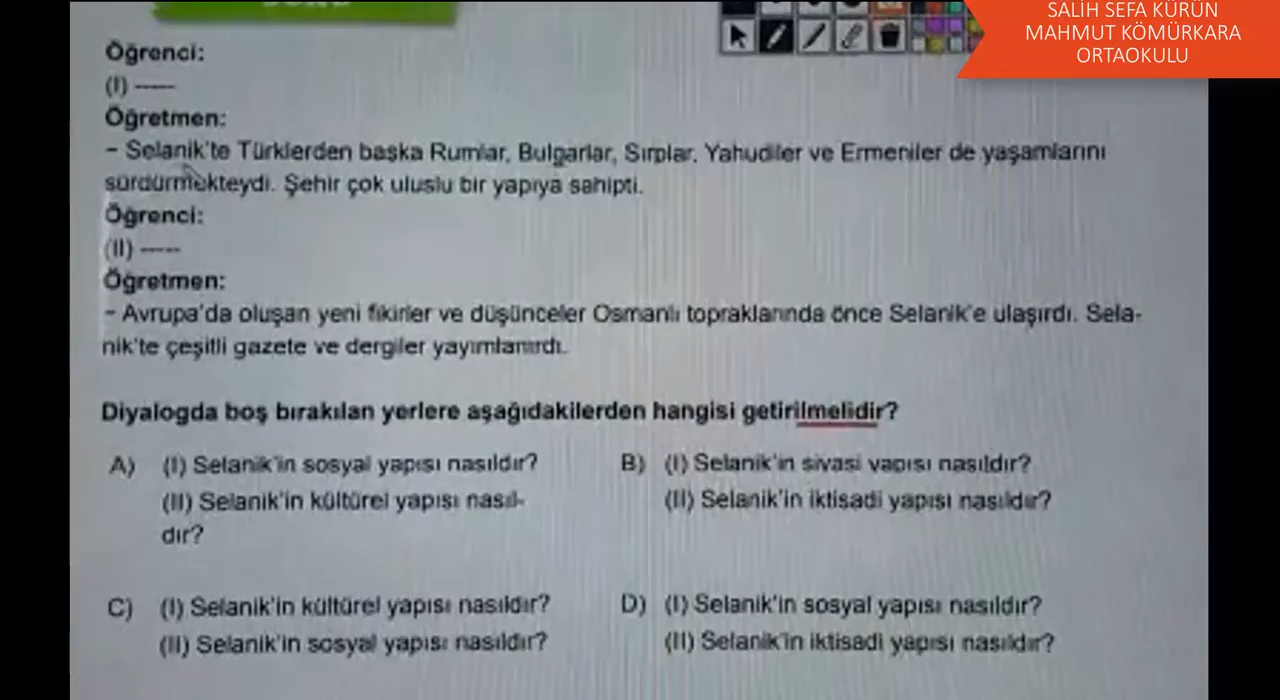 SALİH SEFA KÜRÜN
MAHMUT KÖMÜRKARA
ORTAOKULU
Öğrenci:
(I) -----
Öğretmen:
- Selanik'te Türklerden başka Rumlar, Bulgarlar, Sırplar, Yahudiler ve Ermeniler de yaşamlarını
sürdürmekteydi. Şehir çok uluslu bir yapıya sahipti.
Öğrenci:
(II) -----
Öğretmen:
- Avrupa'da oluşan yeni fikirler ve düşünceler Osmanlı topraklarında önce Selanik'e ulaşırdı. Sela-
nik'te çeşitli gazete ve dergiler yayımlanırdı.
Diyalogda boş bırakılan yerlere aşağıdakilerden hangisi getirilmelidir?
A) (I) Selanik'in sosyal yapısı nasıldır?
(II) Selanik'in kültürel yapısı nasıl-
dır?
B) (I) Selanik'in siyasi yapısı nasıldır?
(II) Selanik'in iktisadi yapısı nasıldır?
C) (I) Selanik'in kültürel yapısı nasıldır?
(II) Selanik'in sosyal yapısı nasıldır?
D) (I) Selanik'in sosyal yapısı nasıldır?
(II) Selanik'in iktisadi yapısı nasıldır?